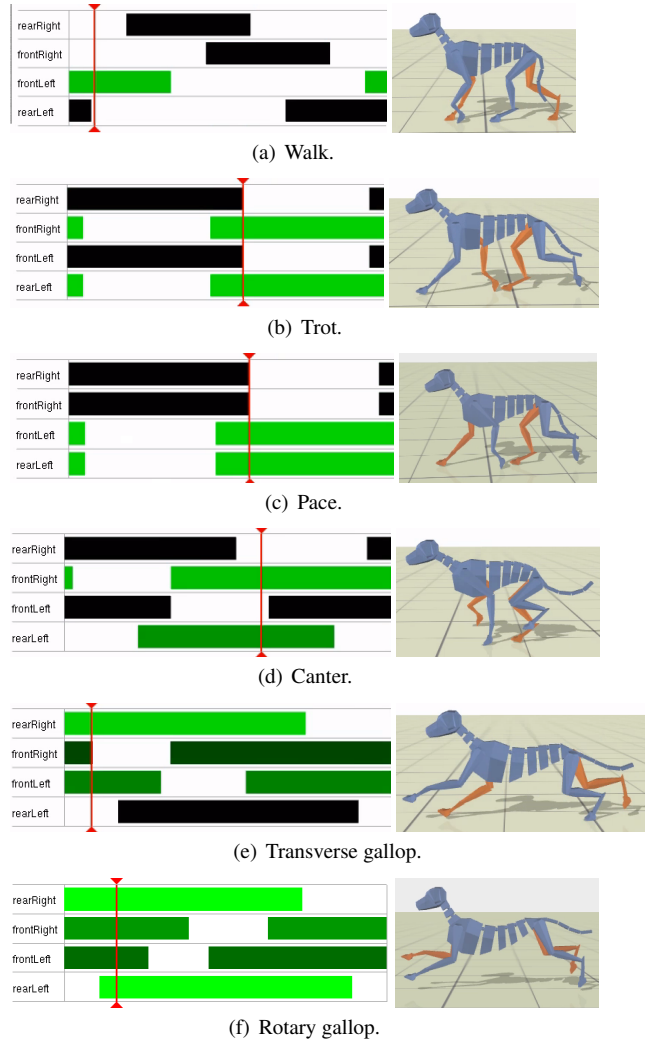 rearRight
frontRight
frontLeft
rearLeft
(a) Walk.
rearRight
frontRight
frontLeft
rearLeft
(b) Trot.
rearRight
frontRight
frontLeft
rearLeft
(c) Pace.
rearRight
frontRight
frontLeft
rearLeft
(d) Canter.
rearRight
frontRight
frontLeft
rearLeft
(e) Transverse gallop.
rearRight
frontRight
frontLeft
rearLeft
(f) Rotary gallop.